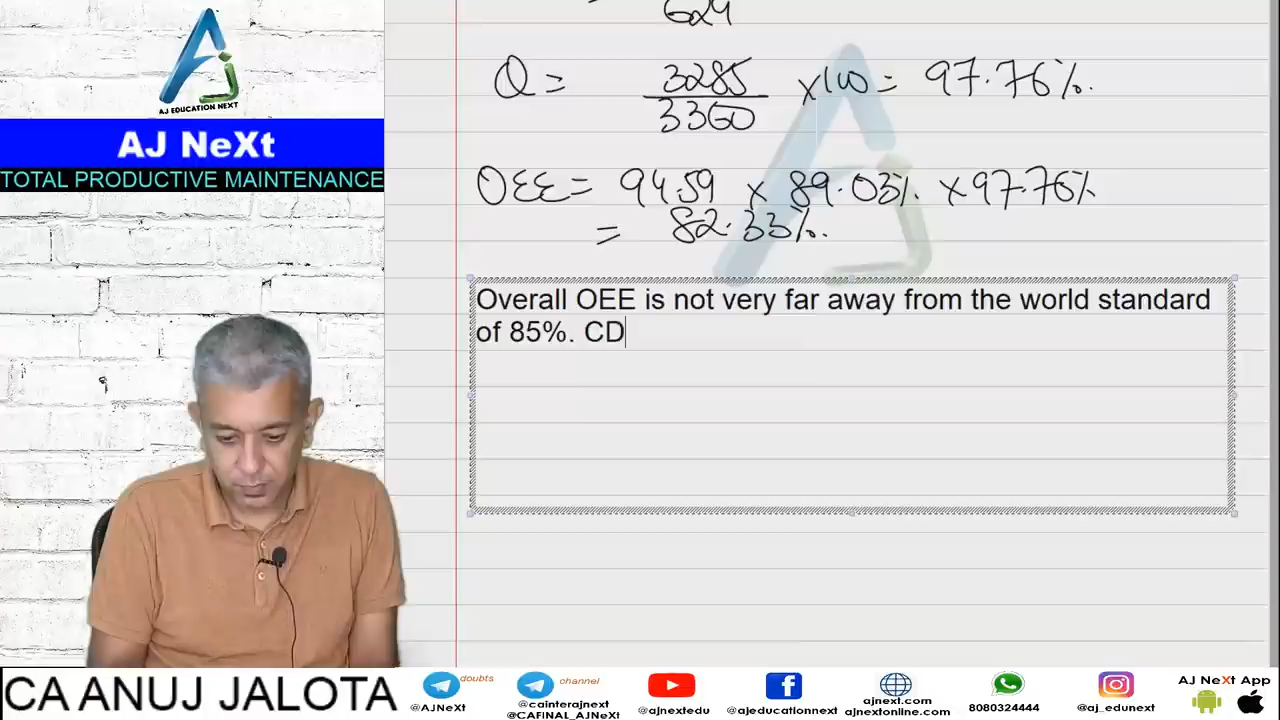 624
Q = 3285 / 3360 × 100 = 97.76%.
OEE = 94.59 × 89.03% × 97.76%
= 82.33%.
Overall OEE is not very far away from the world standard
of 85%. CD
AJ EDUCATION NEXT
AJ NeXt
TOTAL PRODUCTIVE MAINTENANCE
CA ANUJ JALOTA
doubts
@AJNeXt
channel
@cainterajnext
@CAFINAL_AJNeXt
@ajnextedu
@ajeducationnext
ajnext.com
ajnextonline.com
8080324444
@aj_edunext
AJ NeXt App